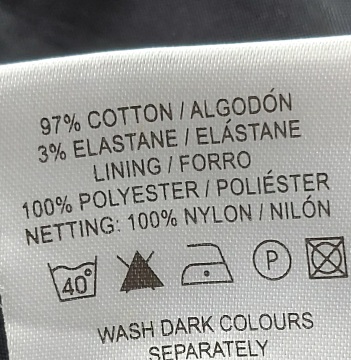 97% COTTON / ALGODÓN
3% ELASTANE / ELÁSTANE
LINING / FORRO
100% POLYESTER / POLIÉSTER
NETTING: 100% NYLON / NILÓN
40° P
WASH DARK COLOURS
SEPARATELY